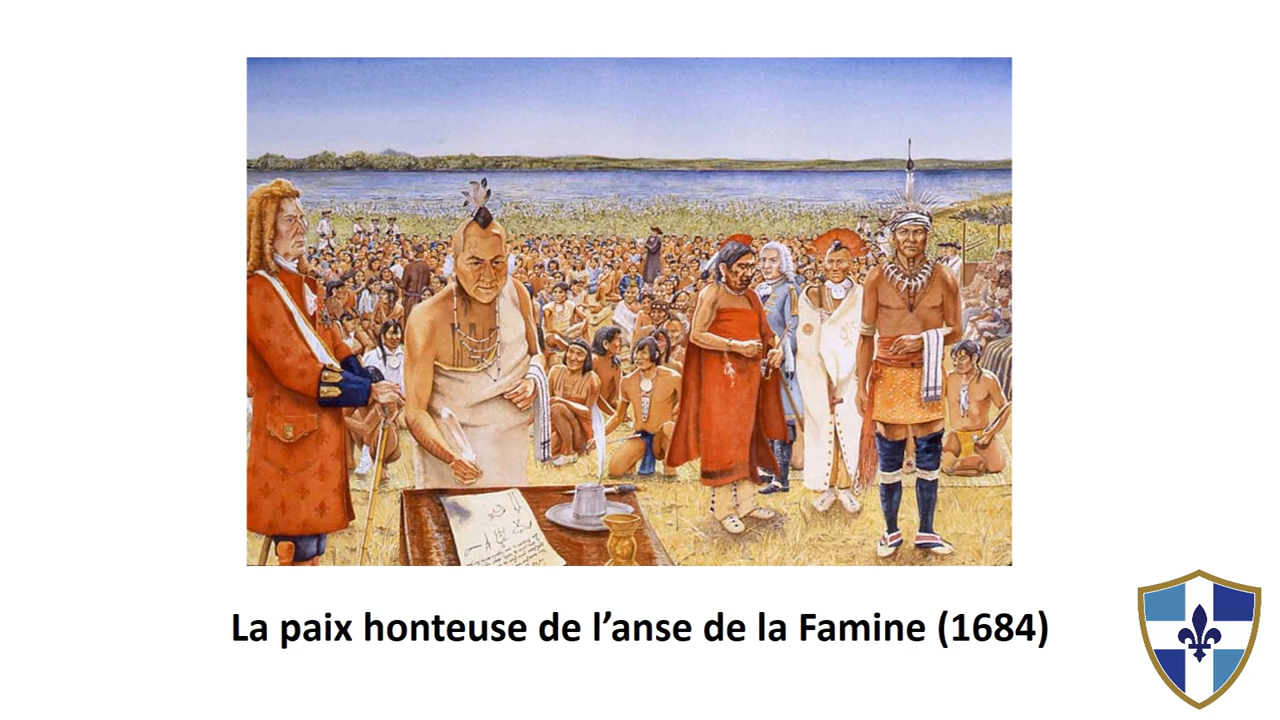 La paix honteuse de l’anse de la Famine (1684)